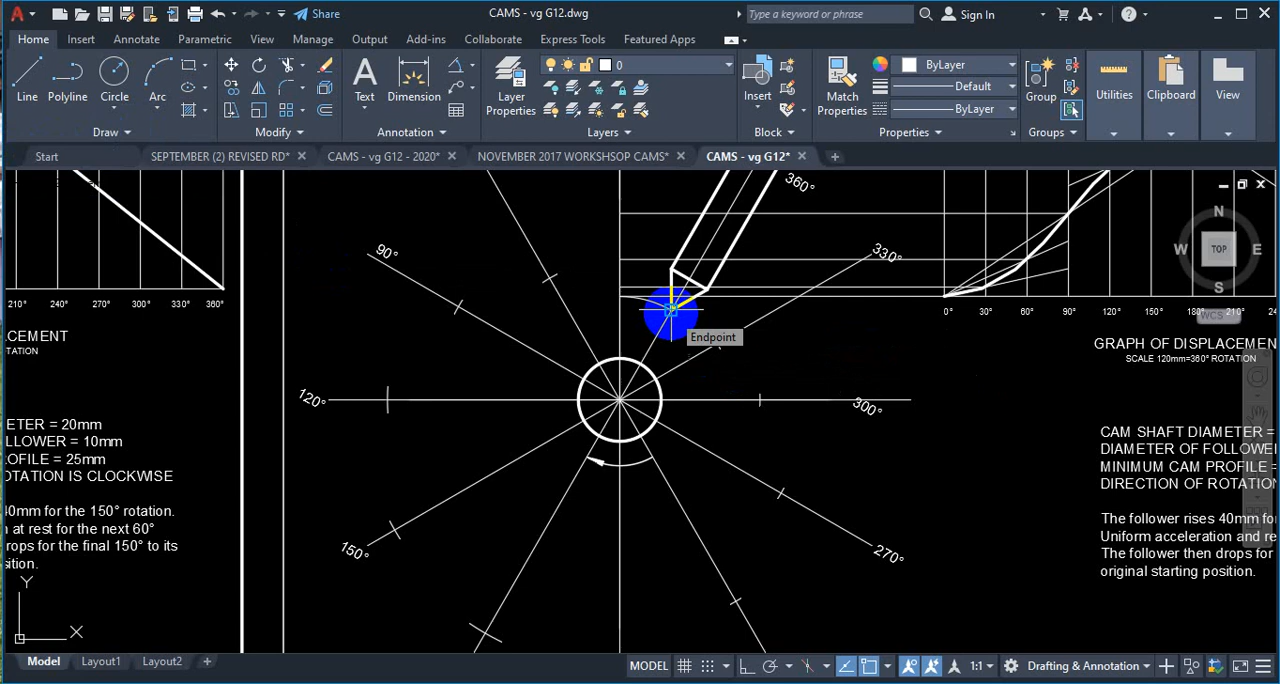 Share
CAMS - vg G12.dwg
Type a keyword or phrase
Sign In
Home Insert Annotate Parametric View Manage Output Add-ins Collaborate Express Tools Featured Apps
0
ByLayer
Default
ByLayer
Line Polyline Circle Arc
Text Dimension
Layer Properties
Insert
Match Properties
Group
Utilities Clipboard View
Draw Modify Annotation Layers Block Properties Groups
Start SEPTEMBER (2) REVISED RD* CAMS - vg G12 - 2020* NOVEMBER 2017 WORKSHSOP CAMS* CAMS - vg G12*
N
W TOP E
S
WCS
360°
90°
330°
120°
300°
150°
270°
Endpoint
210° 240° 270° 300° 330° 360°
CEMENT
TATION
ETER = 20mm
LLOWER = 10mm
OFILE = 25mm
OTATION IS CLOCKWISE
40mm for the 150° rotation.
at rest for the next 60°
rops for the final 150° to its
sition.
0° 30° 60° 90° 120° 150° 180° 210° 24
GRAPH OF DISPLACEMEN
SCALE 120mm=360° ROTATION
CAM SHAFT DIAMETER =
DIAMETER OF FOLLOWE
MINIMUM CAM PROFILE =
DIRECTION OF ROTATION
The follower rises 40mm fo
Uniform acceleration and re
The follower then drops for
original starting position.
Y
X
Model Layout1 Layout2
MODEL 1:1 Drafting & Annotation